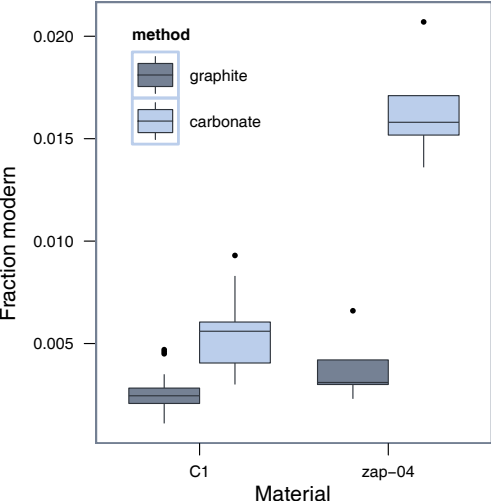 Fraction modern
0.020
0.015
0.010
0.005
method
graphite
carbonate
C1
zap−04
Material